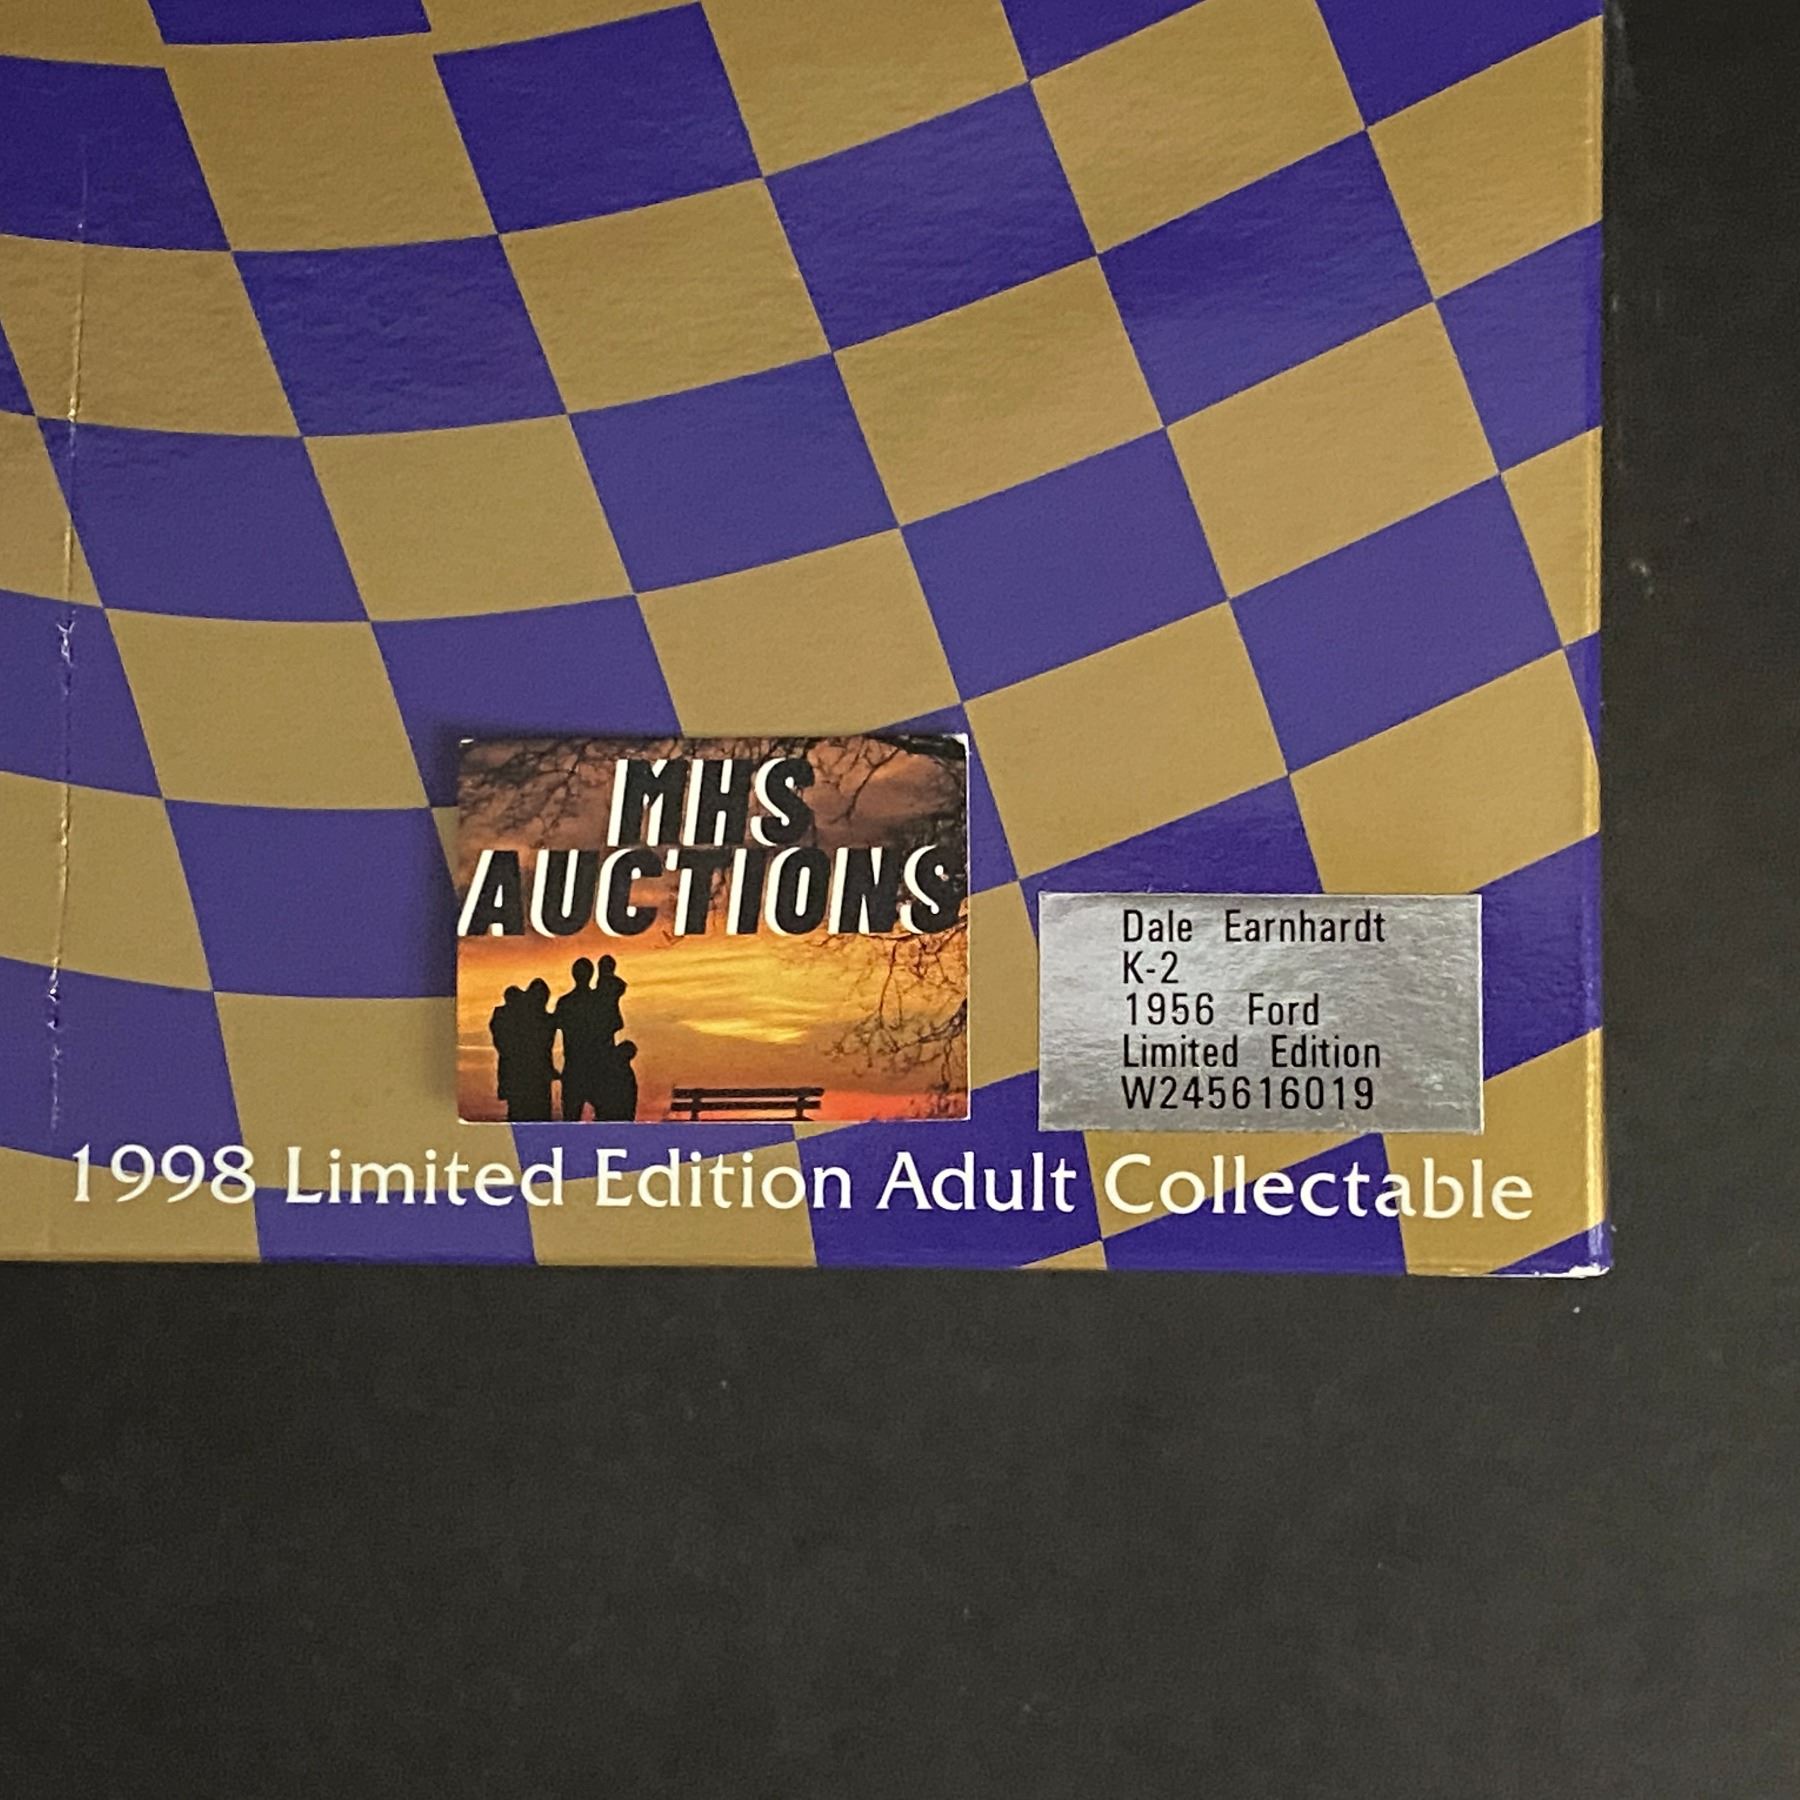 MHS
AUCTIONS
Dale Earnhardt
K-2
1956 Ford
Limited Edition
W245616019
1998 Limited Edition Adult Collectable